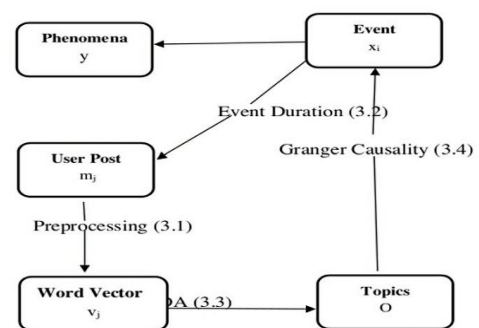 Phenomena
y
Event
xᵢ
Event Duration (3.2)
User Post
mⱼ
Granger Causality (3.4)
Preprocessing (3.1)
Word Vector
vⱼ
(3.3)
Topics
O